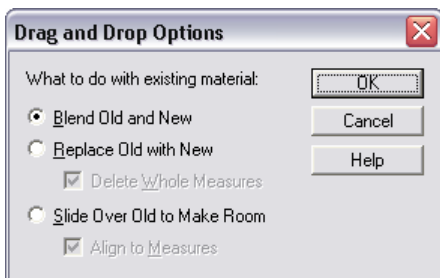 Drag and Drop Options
What to do with existing material:
OK
Blend Old and New
Cancel
Replace Old with New
Help
Delete Whole Measures
Slide Over Old to Make Room
Align to Measures